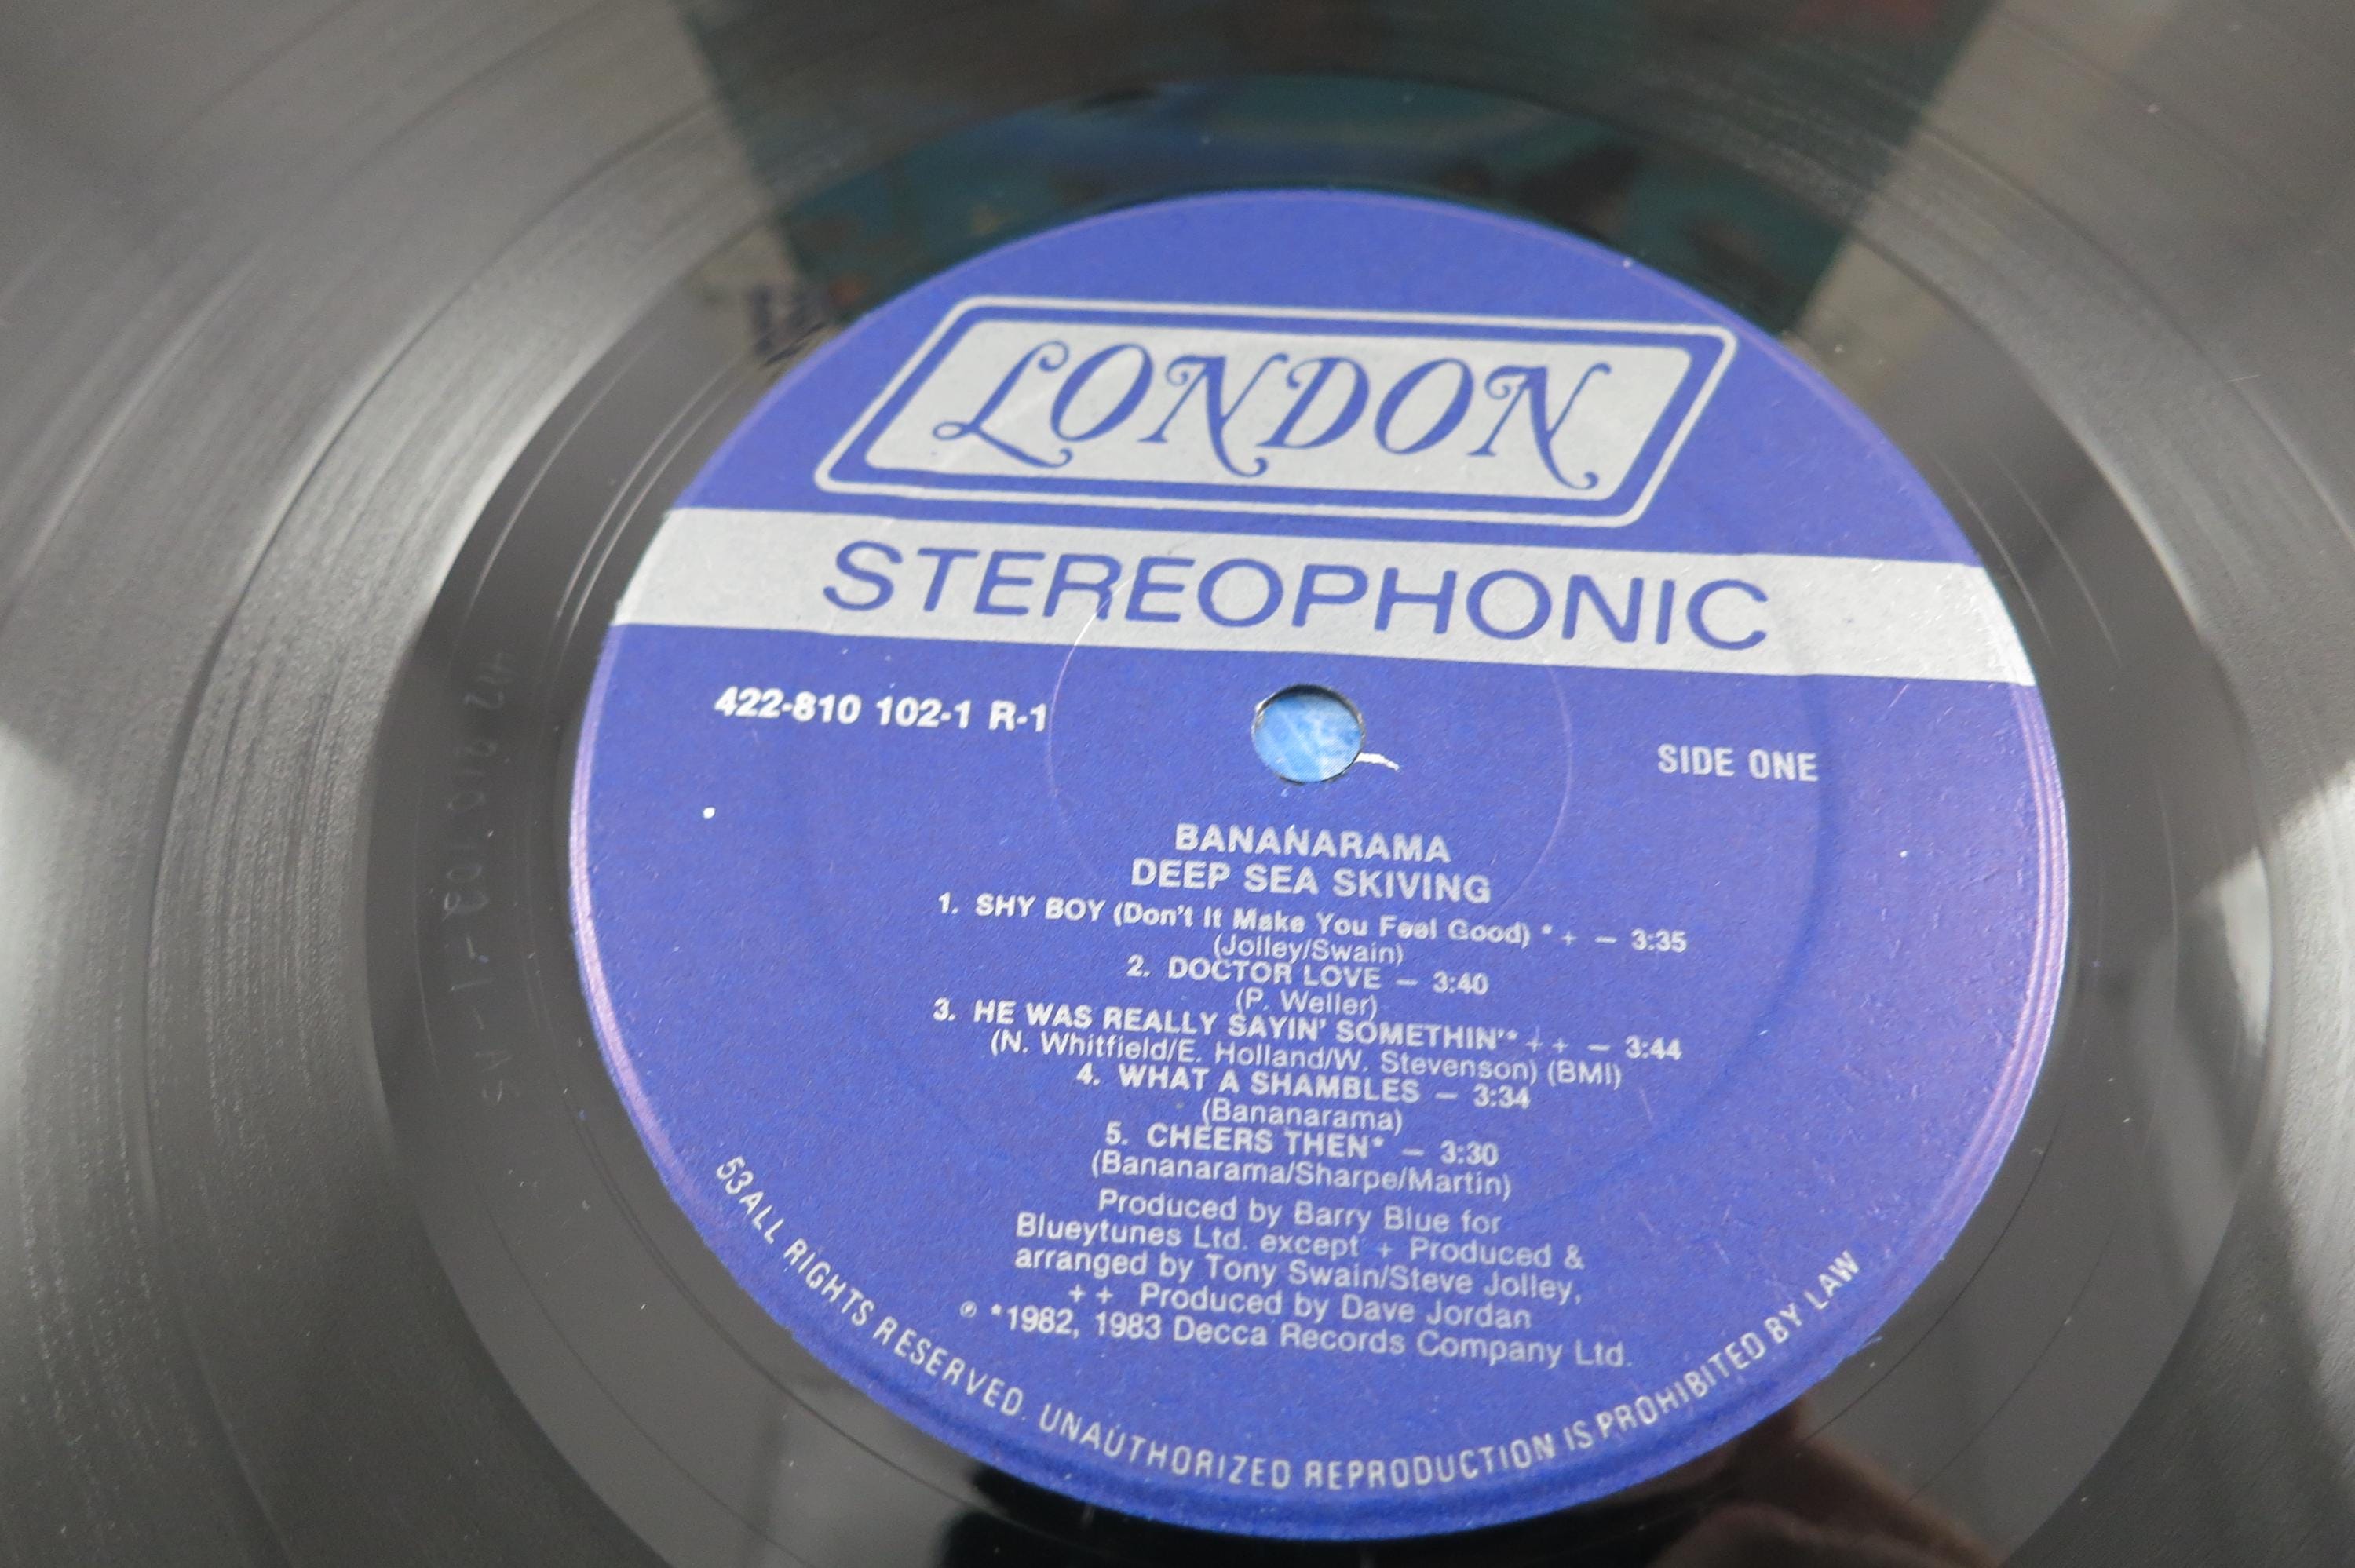 LONDON
STEREOPHONIC
422-810 102-1 R-1
SIDE ONE
BANANARAMA
DEEP SEA SKIVING
1. SHY BOY (Don't It Make You Feel Good) * + — 3:35
(Jolley/Swain)
2. DOCTOR LOVE — 3:40
(P. Weller)
3. HE WAS REALLY SAYIN' SOMETHIN'* + + — 3:44
(N. Whitfield/E. Holland/W. Stevenson) (BMI)
4. WHAT A SHAMBLES — 3:34
(Bananarama)
5. CHEERS THEN* — 3:30
(Bananarama/Sharpe/Martin)
Produced by Barry Blue for
Blueytunes Ltd. except + Produced &
arranged by Tony Swain/Steve Jolley,
+ + Produced by Dave Jordan
℗ *1982, 1983 Decca Records Company Ltd.
53ALL RIGHTS RESERVED. UNAUTHORIZED REPRODUCTION IS PROHIBITED BY LAW